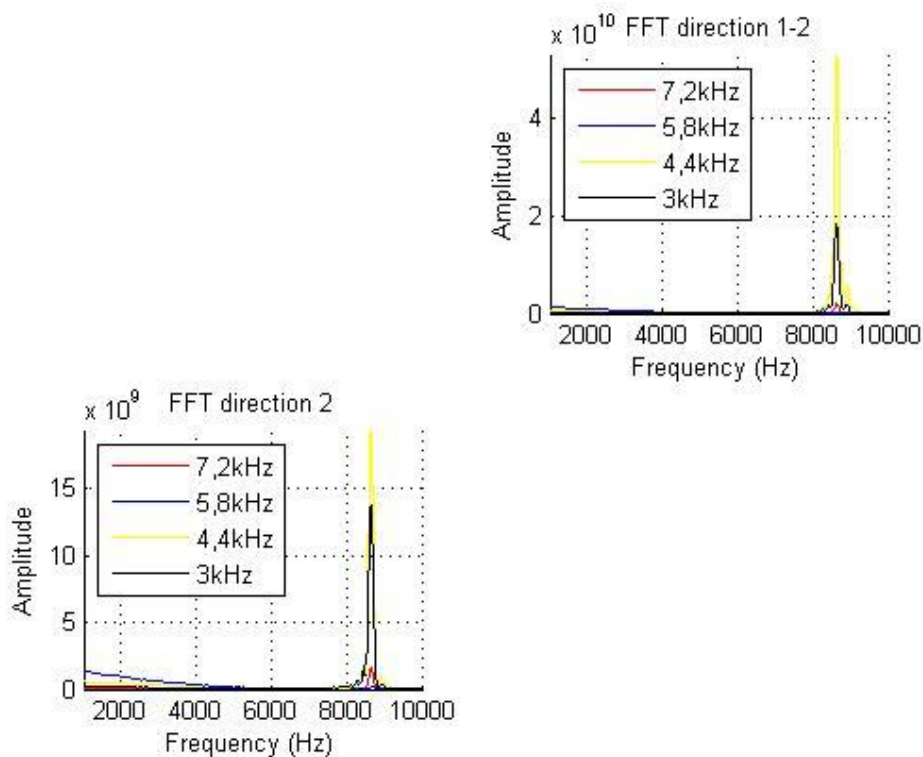 x 10^10 FFT direction 1-2
7,2kHz
5,8kHz
4,4kHz
3kHz
Amplitude
4
2
0
2000 4000 6000 8000 10000
Frequency (Hz)
x 10^9 FFT direction 2
7,2kHz
5,8kHz
4,4kHz
3kHz
Amplitude
15
10
5
0
2000 4000 6000 8000 10000
Frequency (Hz)